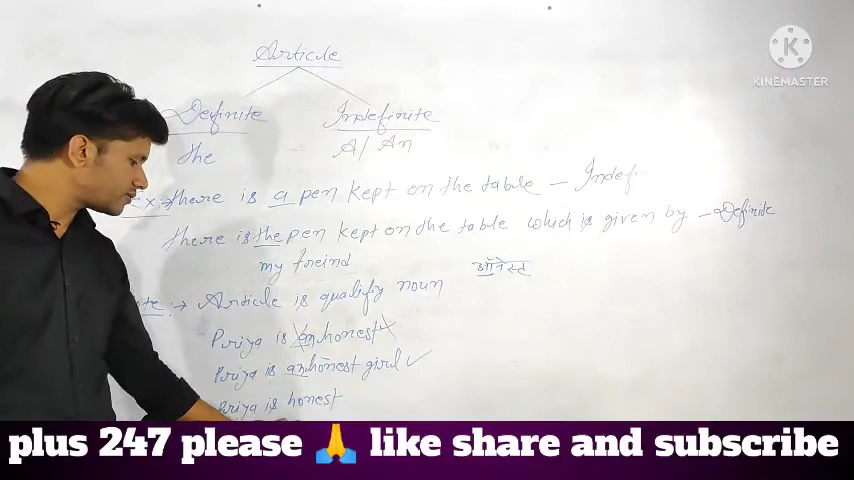 Article
Definite Indefinite
the A/An
Ex:→ there is a pen kept on the table – Indef
there is the pen kept on the table which is given by – Definite
my freind
ऑनेस्ट
:→ Article is qualify noun
Priya is an honest
Priya is an honest girl ✓
Priya is honest
K
KINEMASTER
plus 247 please 🙏 like share and subscribe